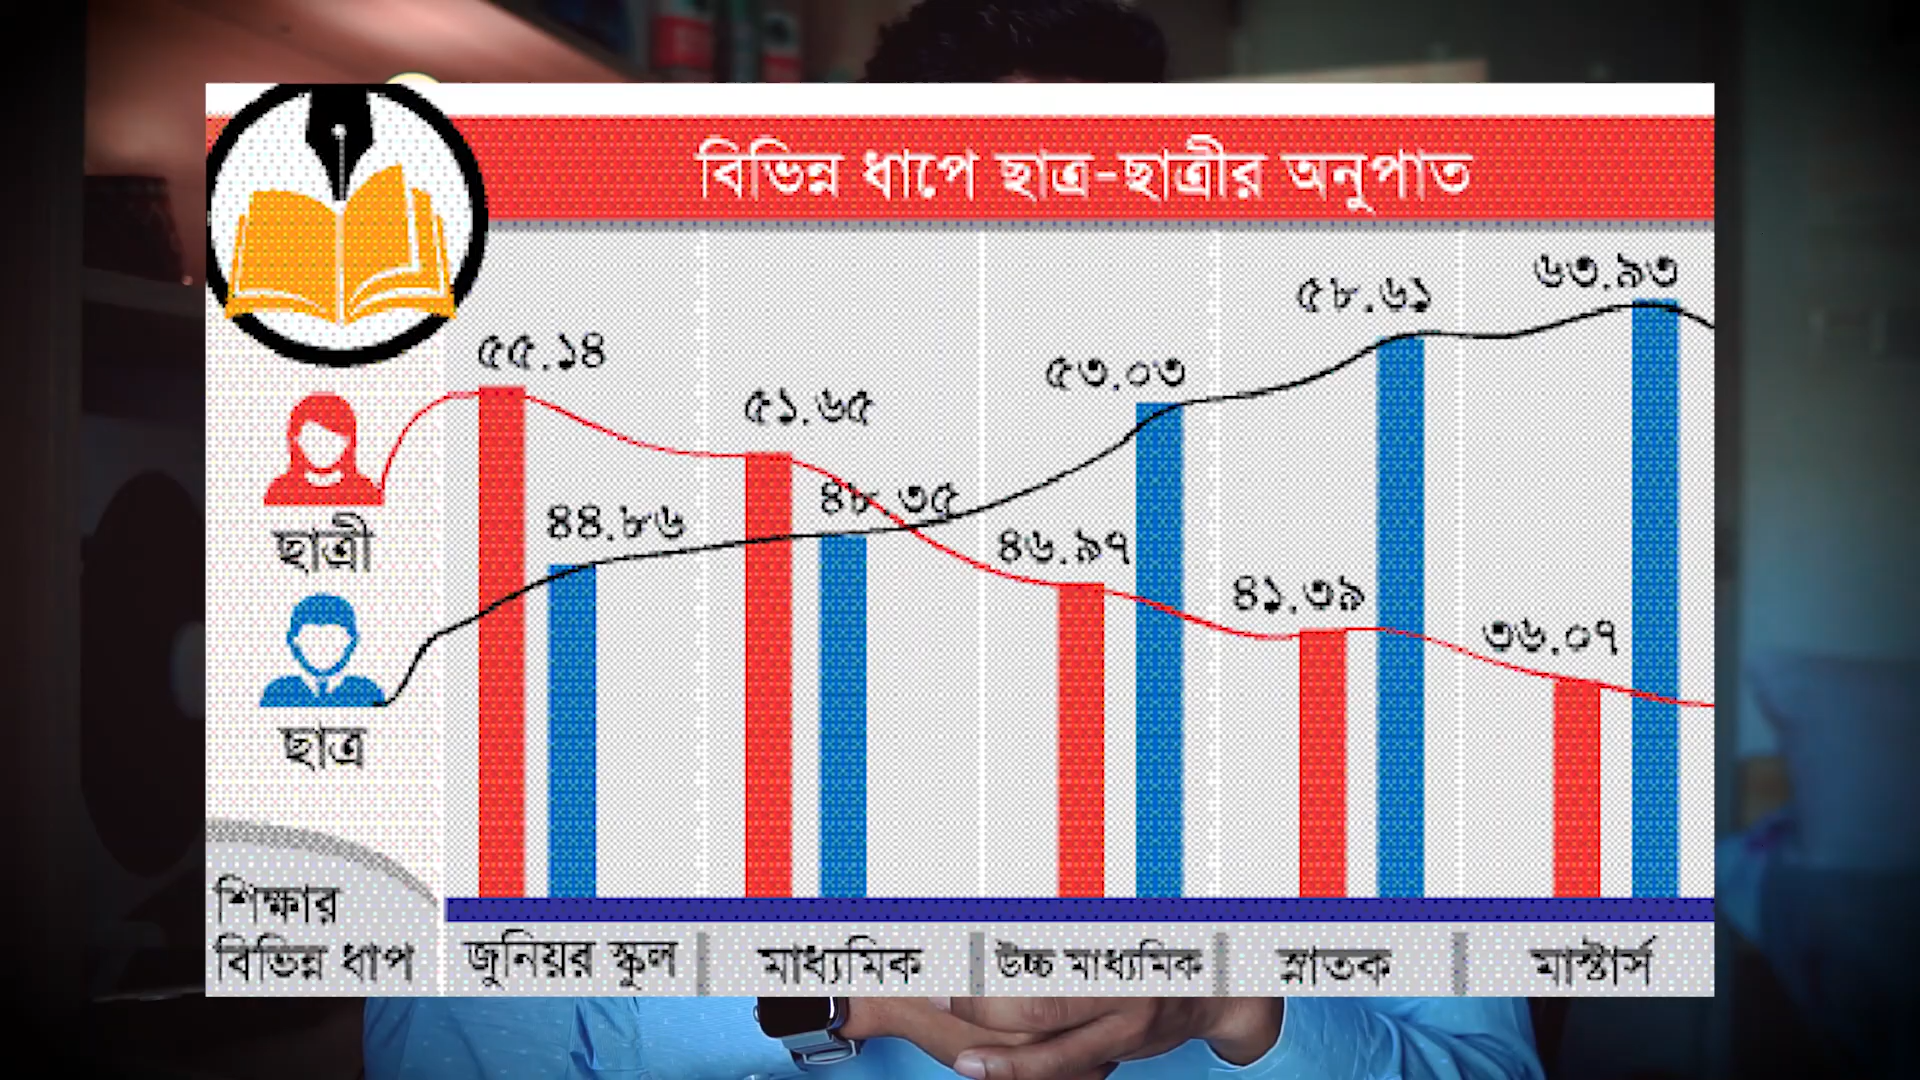 বিভিন্ন ধাপে ছাত্র-ছাত্রীর অনুপাত
৬৩.৯৩
৫৮.৬১
৫৫.১৪
৫৩.০৩
৫১.৬৫
৪৮.৩৫
৪৪.৮৬
৪৬.৯৭
৪১.৩৯
৩৬.০৭
ছাত্রী
ছাত্র
শিক্ষার
বিভিন্ন ধাপ
জুনিয়র স্কুল
মাধ্যমিক
উচ্চ মাধ্যমিক
স্নাতক
মাস্টার্স